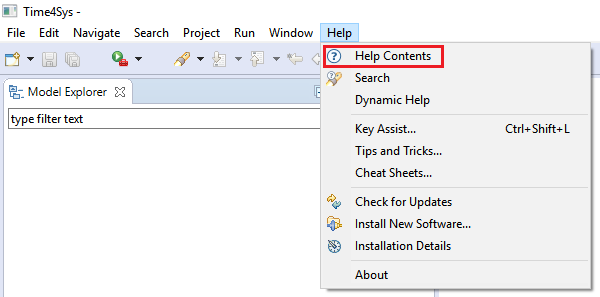 Time4Sys -
File Edit Navigate Search Project Run Window Help
Help Contents
Model Explorer
Search
Dynamic Help
type filter text
Key Assist... Ctrl+Shift+L
Tips and Tricks...
Cheat Sheets...
Check for Updates
Install New Software...
Installation Details
About